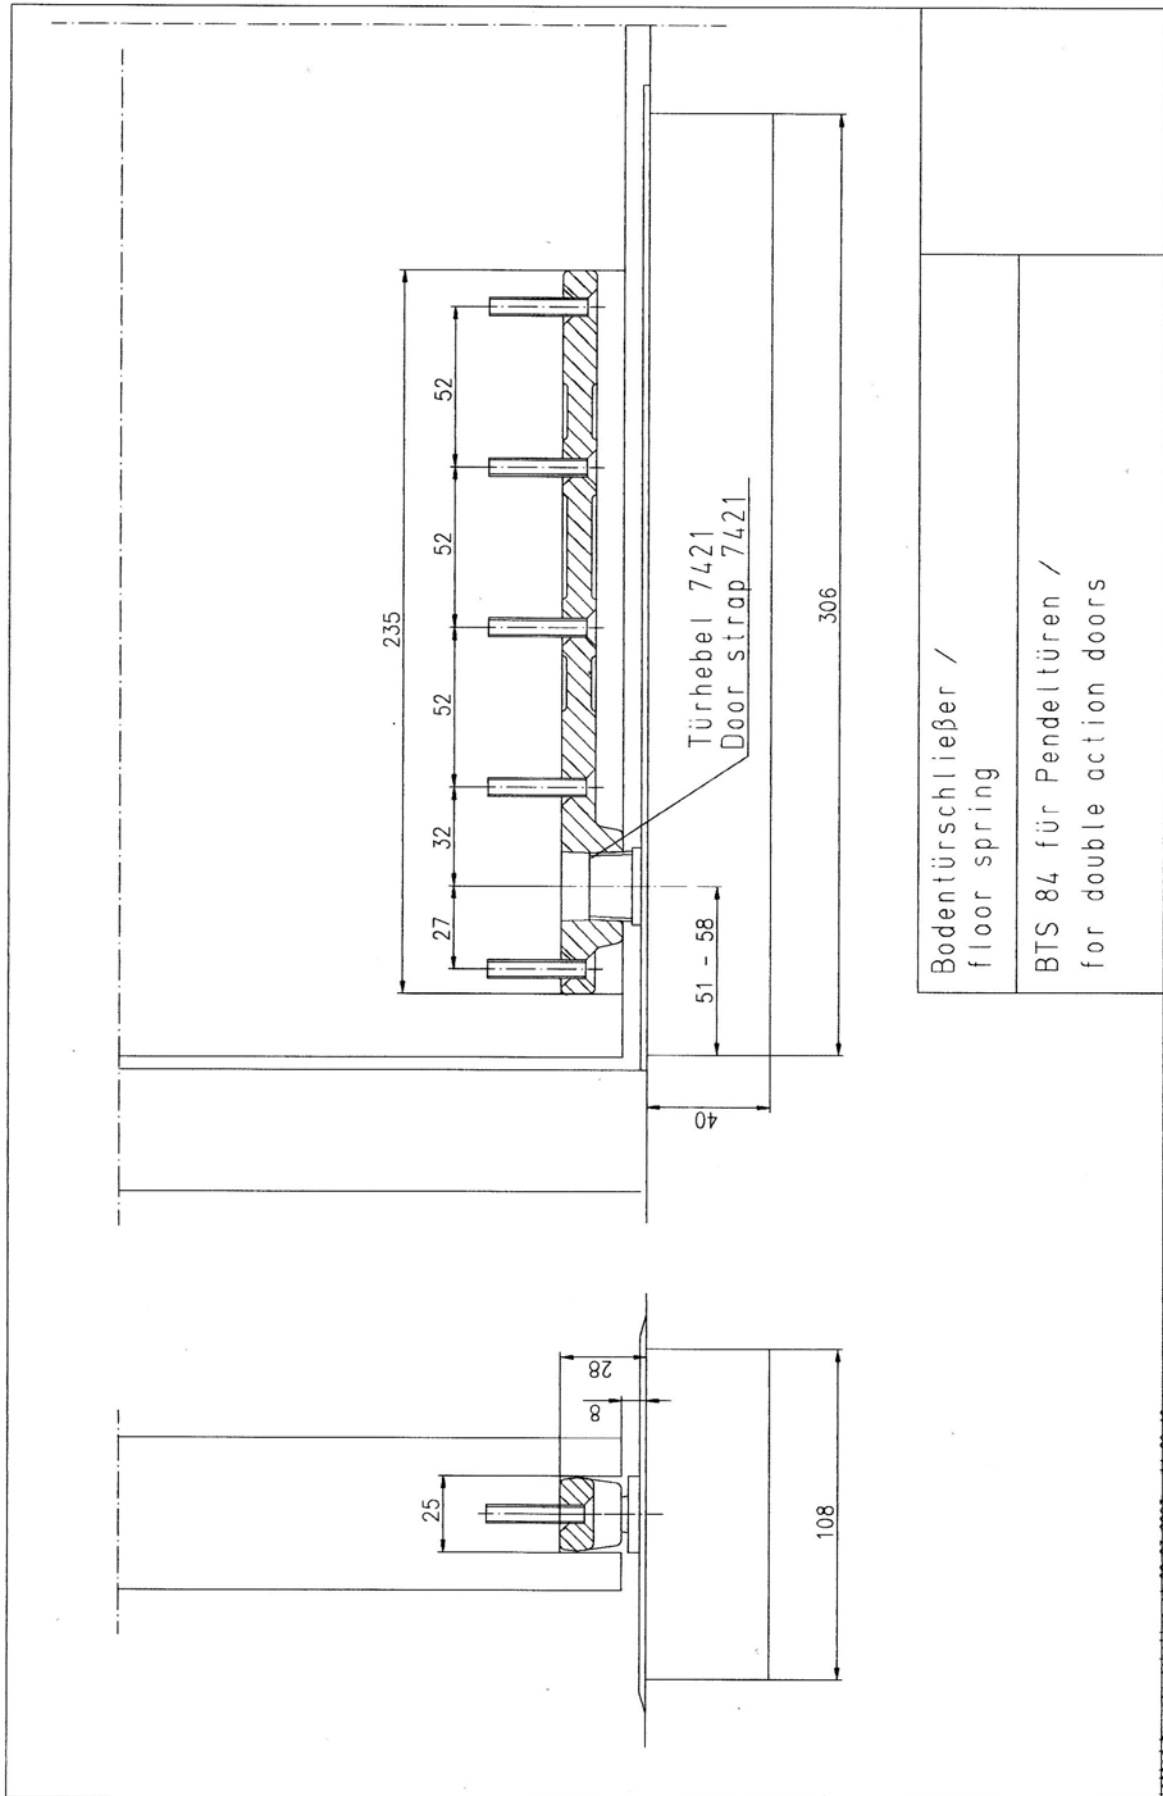 235
27
32
52
52
52
Türhebel 7421
Door strap 7421
51 - 58
306
40
25
28
8
108
Bodentürschließer /
floor spring
BTS 84 für Pendeltüren /
for double action doors